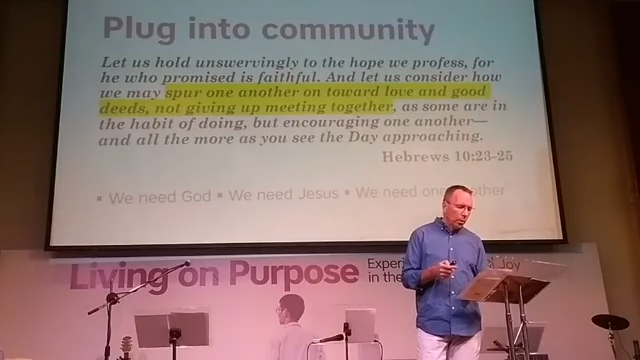 Plug into community
Let us hold unswervingly to the hope we profess, for
he who promised is faithful. And let us consider how
we may spur one another on toward love and good
deeds, not giving up meeting together, as some are in
the habit of doing, but encouraging one another—
and all the more as you see the Day approaching.
Hebrews 10:23-25
▪ We need God ▪ We need Jesus ▪ We need one other
Living on Purpose
in the Joy